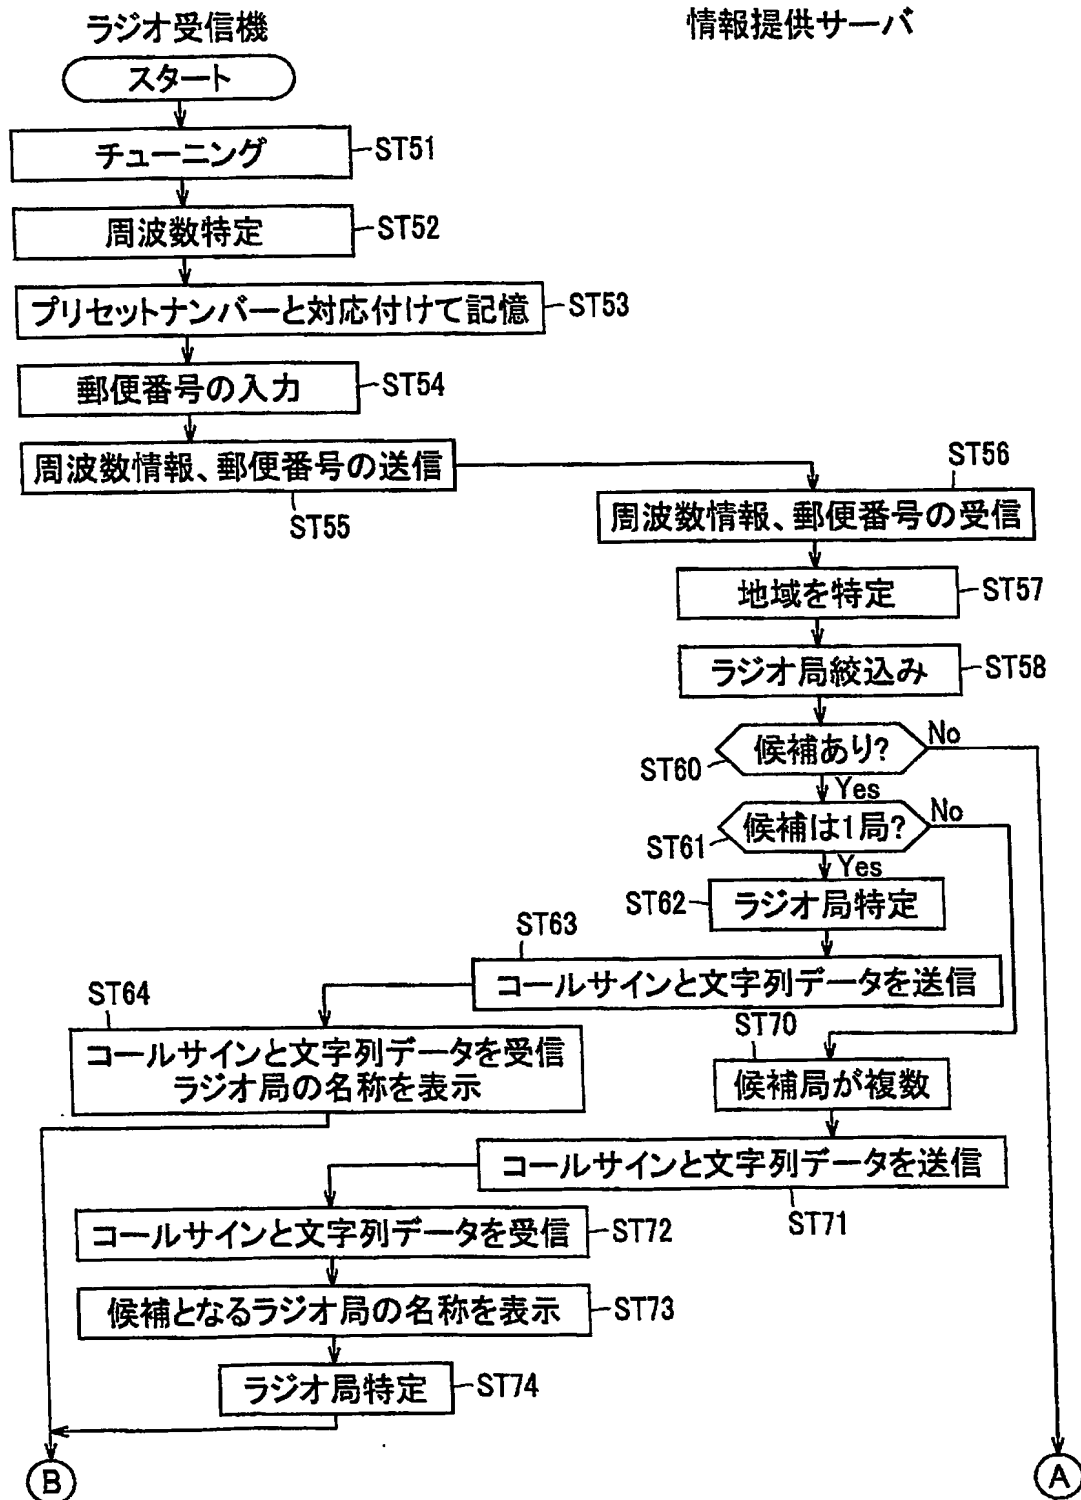 ラジオ受信機
情報提供サーバ
スタート
チューニング
ST51
周波数特定
ST52
プリセットナンバーと対応付けて記憶
ST53
郵便番号の入力
ST54
周波数情報、郵便番号の送信
ST55
ST56
周波数情報、郵便番号の受信
地域を特定
ST57
ラジオ局絞込み
ST58
候補あり?
No
ST60
Yes
候補は1局?
No
ST61
Yes
ST62
ラジオ局特定
ST63
コールサインと文字列データを送信
ST64
コールサインと文字列データを受信
ラジオ局の名称を表示
ST70
候補局が複数
コールサインと文字列データを送信
ST71
コールサインと文字列データを受信
ST72
候補となるラジオ局の名称を表示
ST73
ラジオ局特定
ST74
B
A